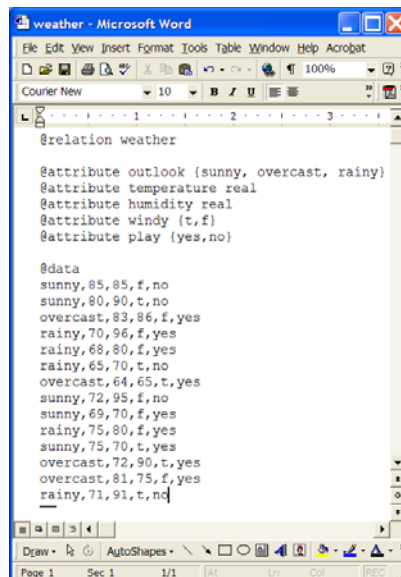 weather - Microsoft Word
File Edit View Insert Format Tools Table Window Help Acrobat
100%
Courier New 10 B I U
1 2 3
@relation weather
@attribute outlook {sunny, overcast, rainy}
@attribute temperature real
@attribute humidity real
@attribute windy {t,f}
@attribute play {yes,no}
@data
sunny,85,85,f,no
sunny,80,90,t,no
overcast,83,86,f,yes
rainy,70,96,f,yes
rainy,68,80,f,yes
rainy,65,70,t,no
overcast,64,65,t,yes
sunny,72,95,f,no
sunny,69,70,f,yes
rainy,75,80,f,yes
sunny,75,70,t,yes
overcast,72,90,t,yes
overcast,81,75,f,yes
rainy,71,91,t,no
Draw AutoShapes
Page 1 Sec 1 1/1 At Ln Col REC